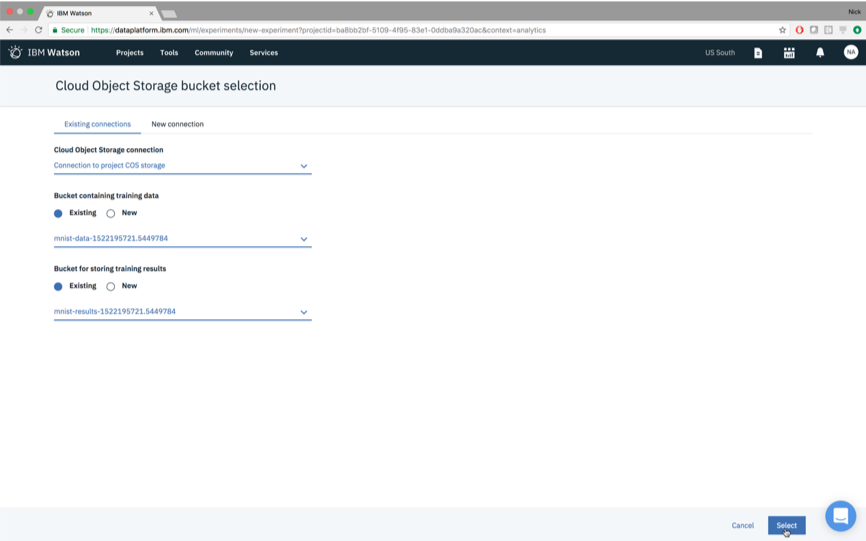 Nick
IBM Watson
Secure https://dataplatform.ibm.com/ml/experiments/new-experiment?projectid=ba8bb2bf-5109-4f95-83e1-0ddba9a320ac&context=analytics
IBM Watson Projects Tools Community Services US South NA
Cloud Object Storage bucket selection
Existing connections New connection
Cloud Object Storage connection
Connection to project COS storage
Bucket containing training data
Existing New
mnist-data-1522195721.5449784
Bucket for storing training results
Existing New
mnist-results-1522195721.5449784
Cancel Select